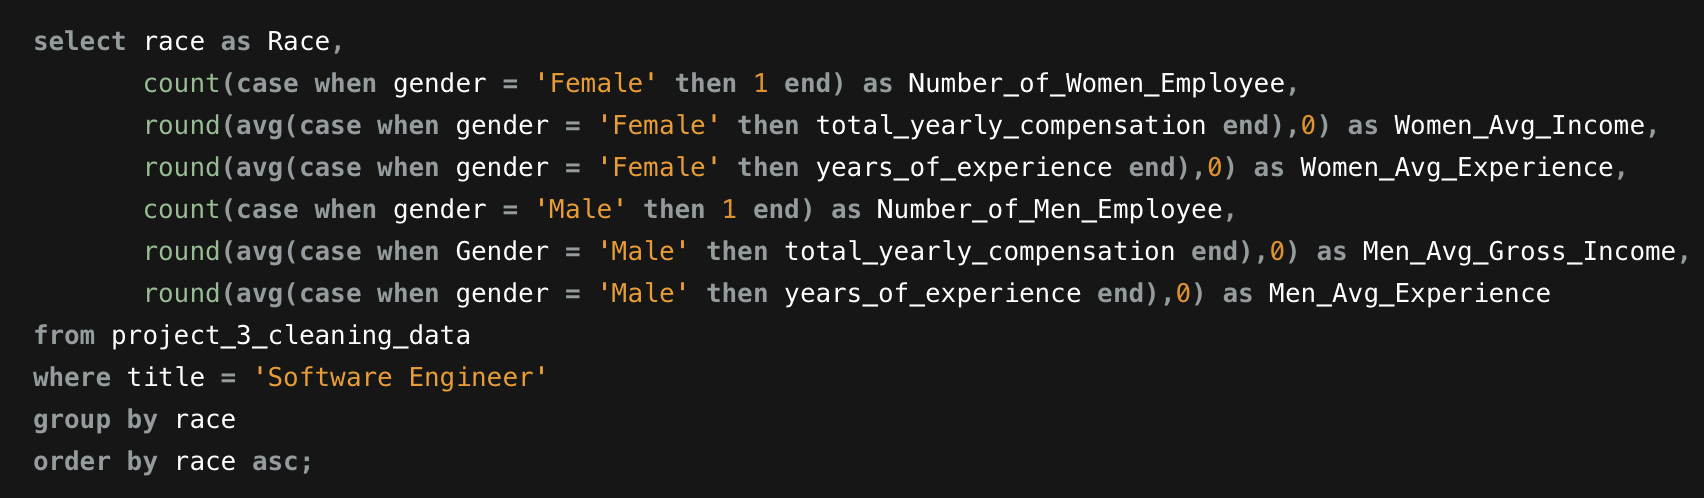 select race as Race,
count(case when gender = 'Female' then 1 end) as Number_of_Women_Employee,
round(avg(case when gender = 'Female' then total_yearly_compensation end),0) as Women_Avg_Income,
round(avg(case when gender = 'Female' then years_of_experience end),0) as Women_Avg_Experience,
count(case when gender = 'Male' then 1 end) as Number_of_Men_Employee,
round(avg(case when Gender = 'Male' then total_yearly_compensation end),0) as Men_Avg_Gross_Income,
round(avg(case when gender = 'Male' then years_of_experience end),0) as Men_Avg_Experience
from project_3_cleaning_data
where title = 'Software Engineer'
group by race
order by race asc;